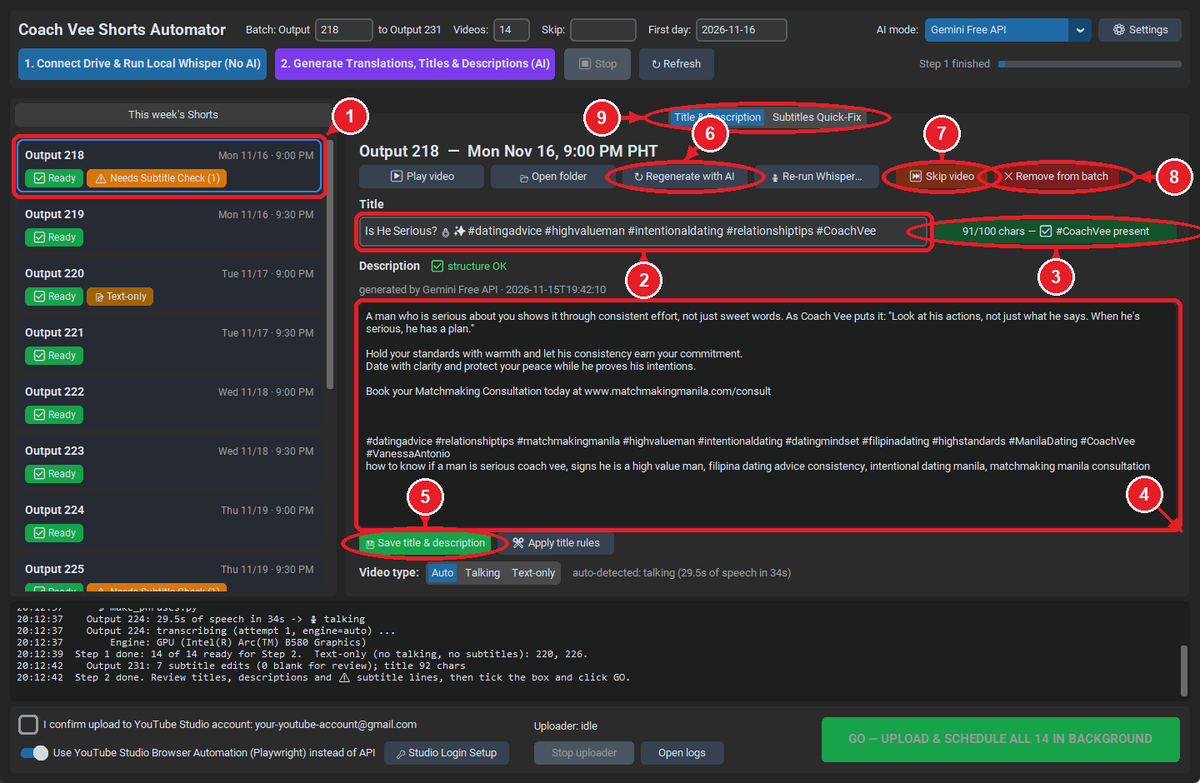 Coach Vee Shorts Automator
Batch: Output 218 to Output 231 Videos: 14 Skip: First day: 2026-11-16
AI mode: Gemini Free API Settings
1. Connect Drive & Run Local Whisper (No AI) 2. Generate Translations, Titles & Descriptions (AI) Stop Refresh
Step 1 finished
This week's Shorts
1
Output 218 Mon 11/16 · 9:00 PM
Ready Needs Subtitle Check (1)
Output 219 Mon 11/16 · 9:30 PM
Ready
Output 220 Tue 11/17 · 9:00 PM
Ready Text-only
Output 221 Tue 11/17 · 9:30 PM
Ready
Output 222 Wed 11/18 · 9:00 PM
Ready
Output 223 Wed 11/18 · 9:30 PM
Ready
Output 224 Thu 11/19 · 9:00 PM
Ready
Output 225 Thu 11/19 · 9:30 PM
Ready Needs Subtitle Check (1)
9
Title & Description Subtitles Quick-Fix
6
7
Output 218 — Mon Nov 16, 9:00 PM PHT
Play video Open folder Regenerate with AI Re-run Whisper... Skip video Remove from batch
8
Title
Is He Serious? #datingadvice #highvalueman #intentionaldating #relationshiptips #CoachVee
91/100 chars — #CoachVee present
2
3
Description structure OK
generated by Gemini Free API · 2026-11-15T19:42:10
A man who is serious about you shows it through consistent effort, not just sweet words. As Coach Vee puts it: "Look at his actions, not just what he says. When he's
serious, he has a plan."
Hold your standards with warmth and let his consistency earn your commitment.
Date with clarity and protect your peace while he proves his intentions.
Book your Matchmaking Consultation today at www.matchmakingmanila.com/consult
#datingadvice #relationshiptips #matchmakingmanila #highvalueman #intentionaldating #datingmindset #filipinadating #highstandards #ManilaDating #CoachVee
#VanessaAntonio
how to know if a man is serious coach vee, signs he is a high value man, filipina dating advice consistency, intentional dating manila, matchmaking manila consultation
5
4
Save title & description Apply title rules
Video type: Auto Talking Text-only auto-detected: talking (29.5s of speech in 34s)
20:12:37 make_phrases.py
20:12:37 Output 224: 29.5s of speech in 34s -> talking
20:12:37 Output 224: transcribing (attempt 1, engine=auto) ...
20:12:37 Engine: GPU (Intel(R) Arc(TM) B580 Graphics)
20:12:39 Step 1 done: 14 of 14 ready for Step 2. Text-only (no talking, no subtitles): 220, 226.
20:12:42 Output 231: 7 subtitle edits (0 blank for review); title 92 chars
20:12:42 Step 2 done. Review titles, descriptions and ⚠ subtitle lines, then tick the box and click GO.
I confirm upload to YouTube Studio account: your-youtube-account@gmail.com
Use YouTube Studio Browser Automation (Playwright) instead of API Studio Login Setup
Uploader: idle
Stop uploader Open logs
GO — UPLOAD & SCHEDULE ALL 14 IN BACKGROUND